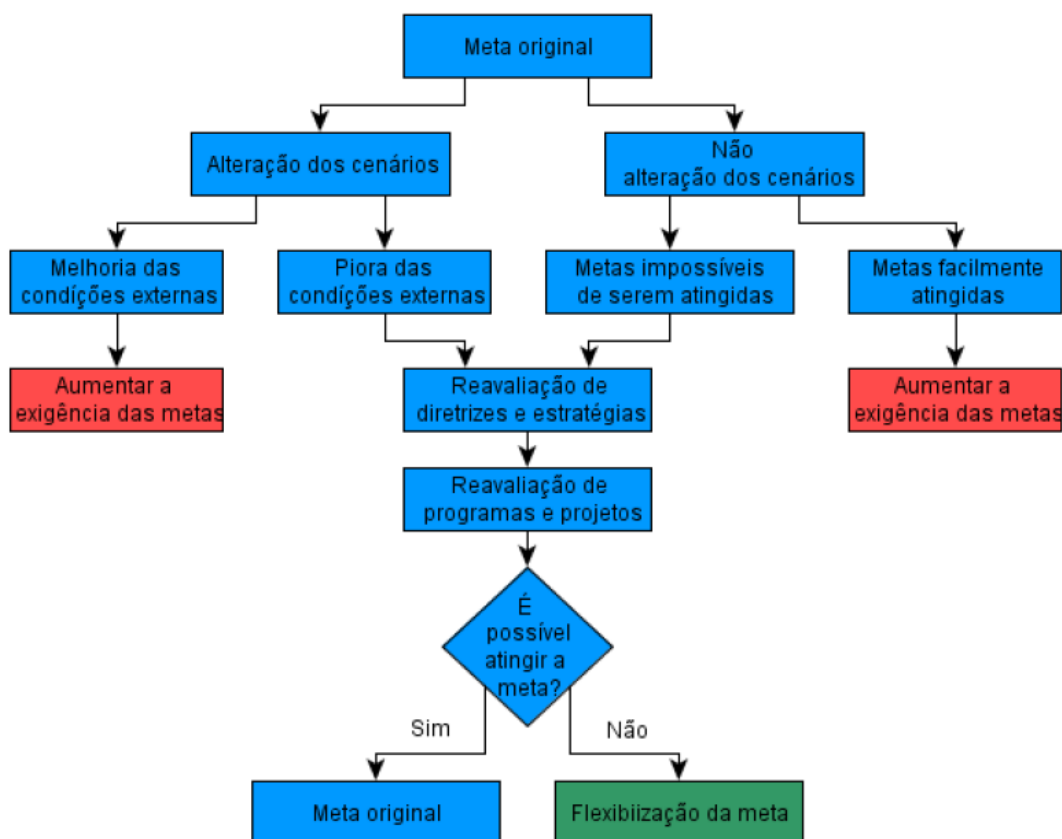 Meta original
Alteração dos cenários
Não
alteração dos cenários
Melhoria das
condições externas
Piora das
condições externas
Metas impossíveis
de serem atingidas
Metas facilmente
atingidas
Aumentar a
exigência das metas
Reavaliação de
diretrizes e estratégias
Aumentar a
exigência das metas
Reavaliação de
programas e projetos
É
possível
atingir a
meta?
Sim
Não
Meta original
Flexibiização da meta